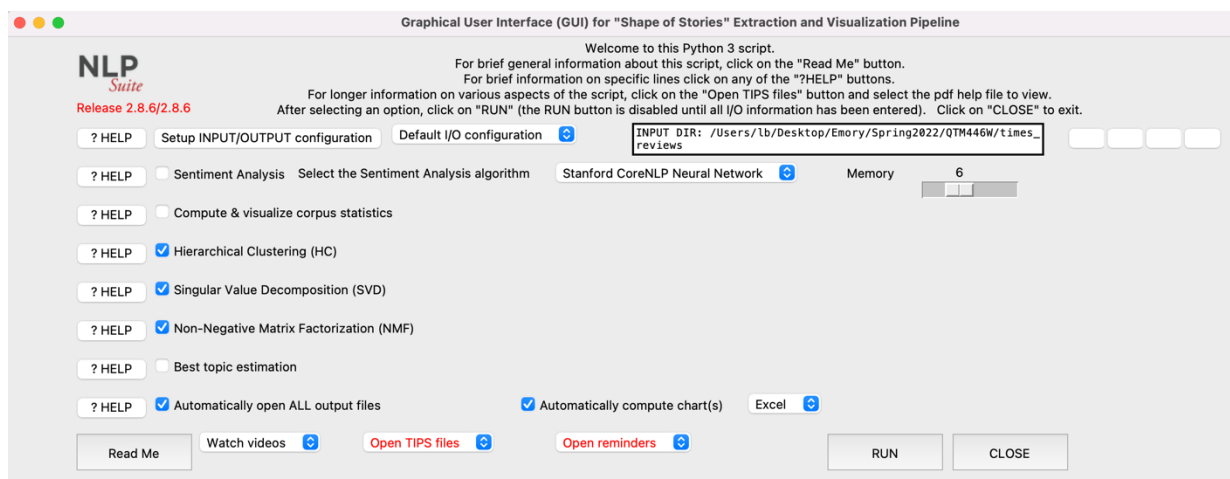 Graphical User Interface (GUI) for "Shape of Stories" Extraction and Visualization Pipeline
NLP
Suite
Release 2.8.6/2.8.6
Welcome to this Python 3 script.
For brief general information about this script, click on the "Read Me" button.
For brief information on specific lines click on any of the "?HELP" buttons.
For longer information on various aspects of the script, click on the "Open TIPS files" button and select the pdf help file to view.
After selecting an option, click on "RUN" (the RUN button is disabled until all I/O information has been entered). Click on "CLOSE" to exit.
? HELP Setup INPUT/OUTPUT configuration Default I/O configuration INPUT DIR: /Users/lb/Desktop/Emory/Spring2022/QTM446W/times_
reviews
? HELP Sentiment Analysis Select the Sentiment Analysis algorithm Stanford CoreNLP Neural Network Memory 6
? HELP Compute & visualize corpus statistics
? HELP Hierarchical Clustering (HC)
? HELP Singular Value Decomposition (SVD)
? HELP Non-Negative Matrix Factorization (NMF)
? HELP Best topic estimation
? HELP Automatically open ALL output files Automatically compute chart(s) Excel
Read Me Watch videos Open TIPS files Open reminders RUN CLOSE